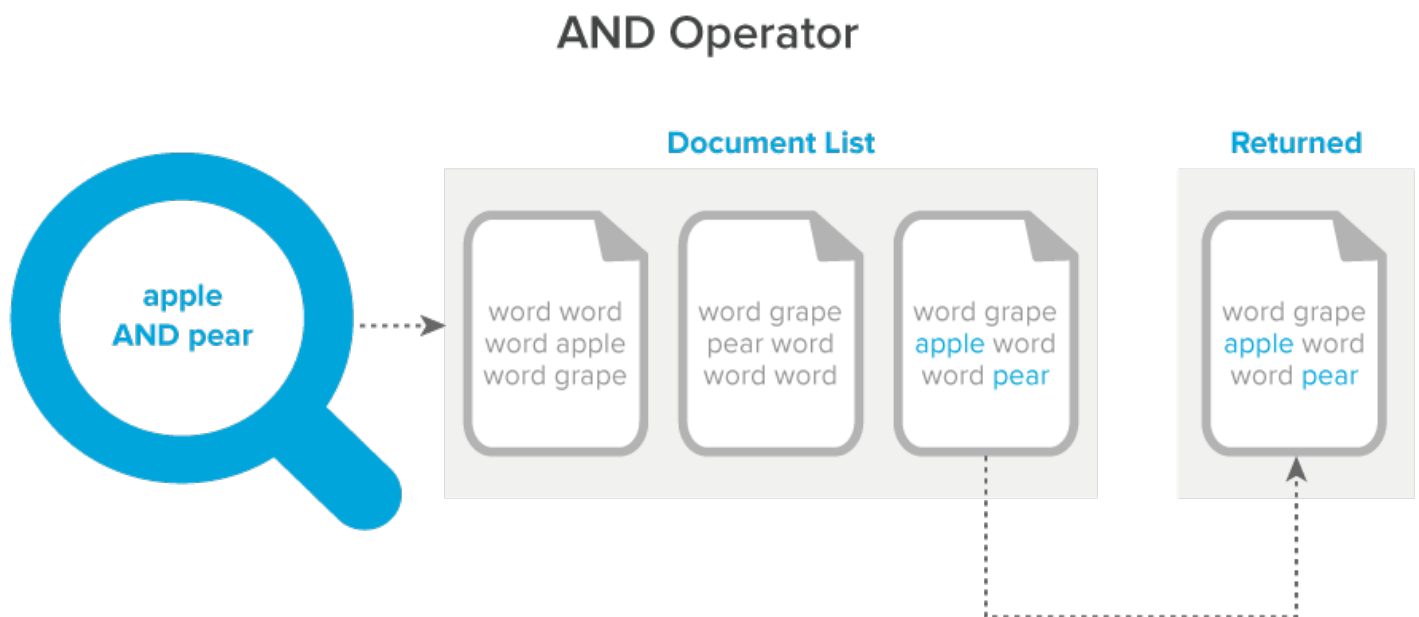 AND Operator
Document List
Returned
apple
AND pear
word word
word apple
word grape
word grape
pear word
word word
word grape
apple word
word pear
word grape
apple word
word pear